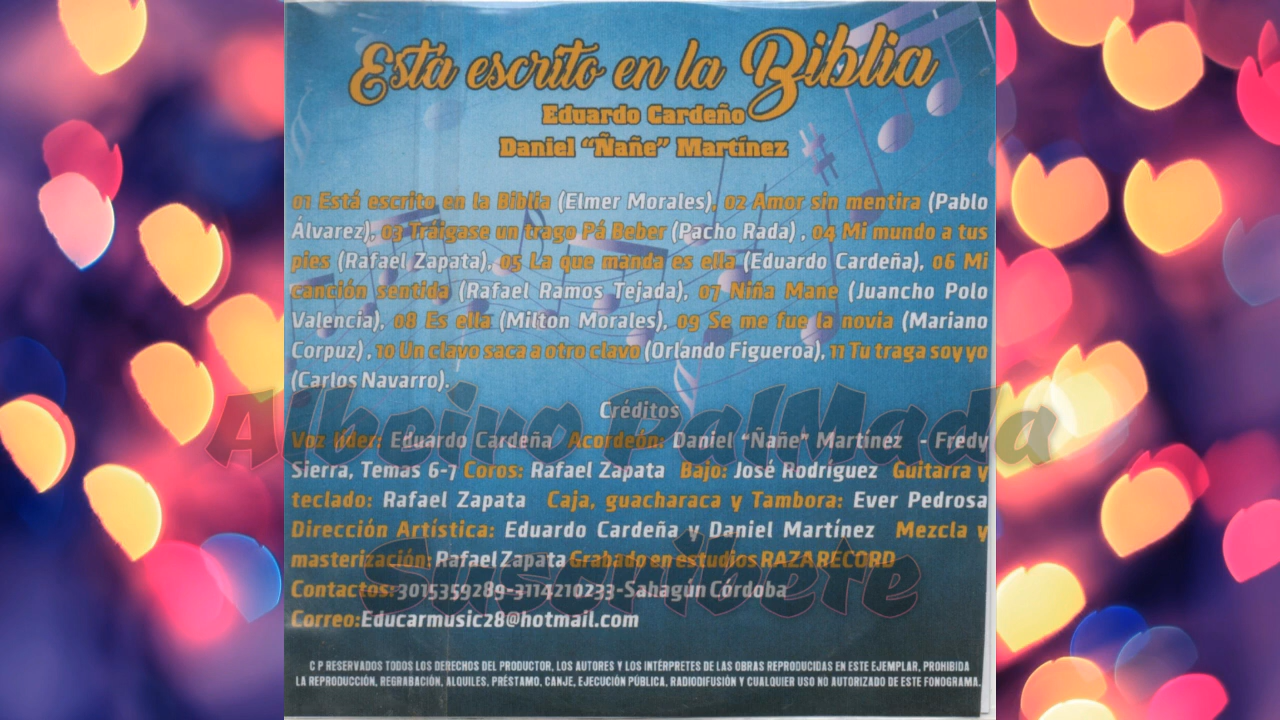 Está escrito en la Biblia
Eduardo Cardeño
Daniel "Ñañe" Martínez
01 Está escrito en la Biblia (Elmer Morales), 02 Amor sin mentira (Pablo
Álvarez), 03 Tráigase un trago Pá Beber (Pacho Rada) , 04 Mi mundo a tus
pies (Rafael Zapata), 05 La que manda es ella (Eduardo Cardeña), 06 Mi
canción sentida (Rafael Ramos Tejada), 07 Niña Mane (Juancho Polo
Valencia), 08 Es ella (Milton Morales), 09 Se me fue la novia (Mariano
Corpuz) , 10 Un clavo saca a otro clavo (Orlando Figueroa), 11 Tu traga soy yo
(Carlos Navarro).
Albeiro PalMada
Créditos
Voz líder: Eduardo Cardeña Acordeón: Daniel "Ñañe" Martínez - Fredy
Sierra, Temas 6-7 Coros: Rafael Zapata Bajo: José Rodríguez Guitarra y
teclado: Rafael Zapata Caja, guacharaca y Tambora: Ever Pedrosa
Dirección Artística: Eduardo Cardeña y Daniel Martínez Mezcla y
masterización: Rafael Zapata Grabado en estudios RAZA RECORD
Suscribete
Contactos: 3015359289-3114210233-Sahagún Córdoba
Correo:Educarmusic28@hotmail.com
C P RESERVADOS TODOS LOS DERECHOS DEL PRODUCTOR, LOS AUTORES Y LOS INTÉRPRETES DE LAS OBRAS REPRODUCIDAS EN ESTE EJEMPLAR, PROHIBIDA
LA REPRODUCCIÓN, REGRABACIÓN, ALQUILES, PRÉSTAMO, CANJE, EJECUCIÓN PÚBLICA, RADIODIFUSIÓN Y CUALQUIER USO NO AUTORIZADO DE ESTE FONOGRAMA.